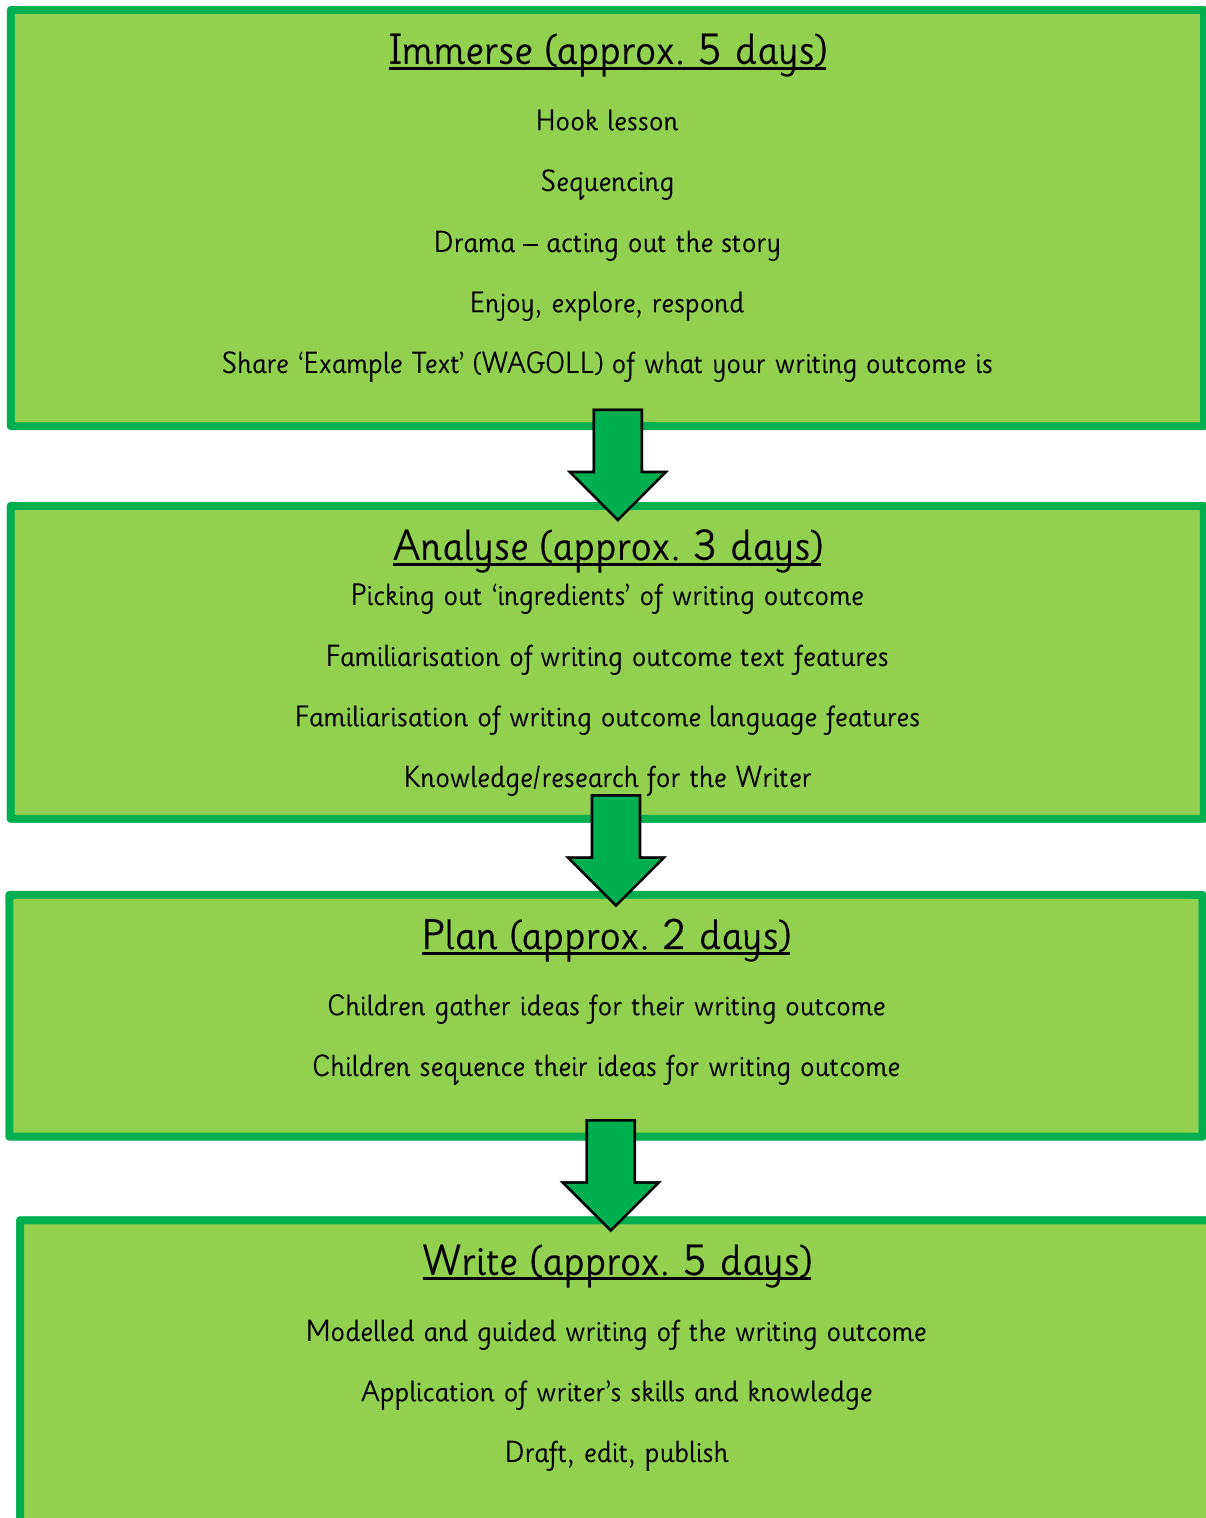 Immerse (approx. 5 days)
Hook lesson
Sequencing
Drama – acting out the story
Enjoy, explore, respond
Share ‘Example Text’ (WAGOLL) of what your writing outcome is
Analyse (approx. 3 days)
Picking out ‘ingredients’ of writing outcome
Familiarisation of writing outcome text features
Familiarisation of writing outcome language features
Knowledge/research for the Writer
Plan (approx. 2 days)
Children gather ideas for their writing outcome
Children sequence their ideas for writing outcome
Write (approx. 5 days)
Modelled and guided writing of the writing outcome
Application of writer’s skills and knowledge
Draft, edit, publish